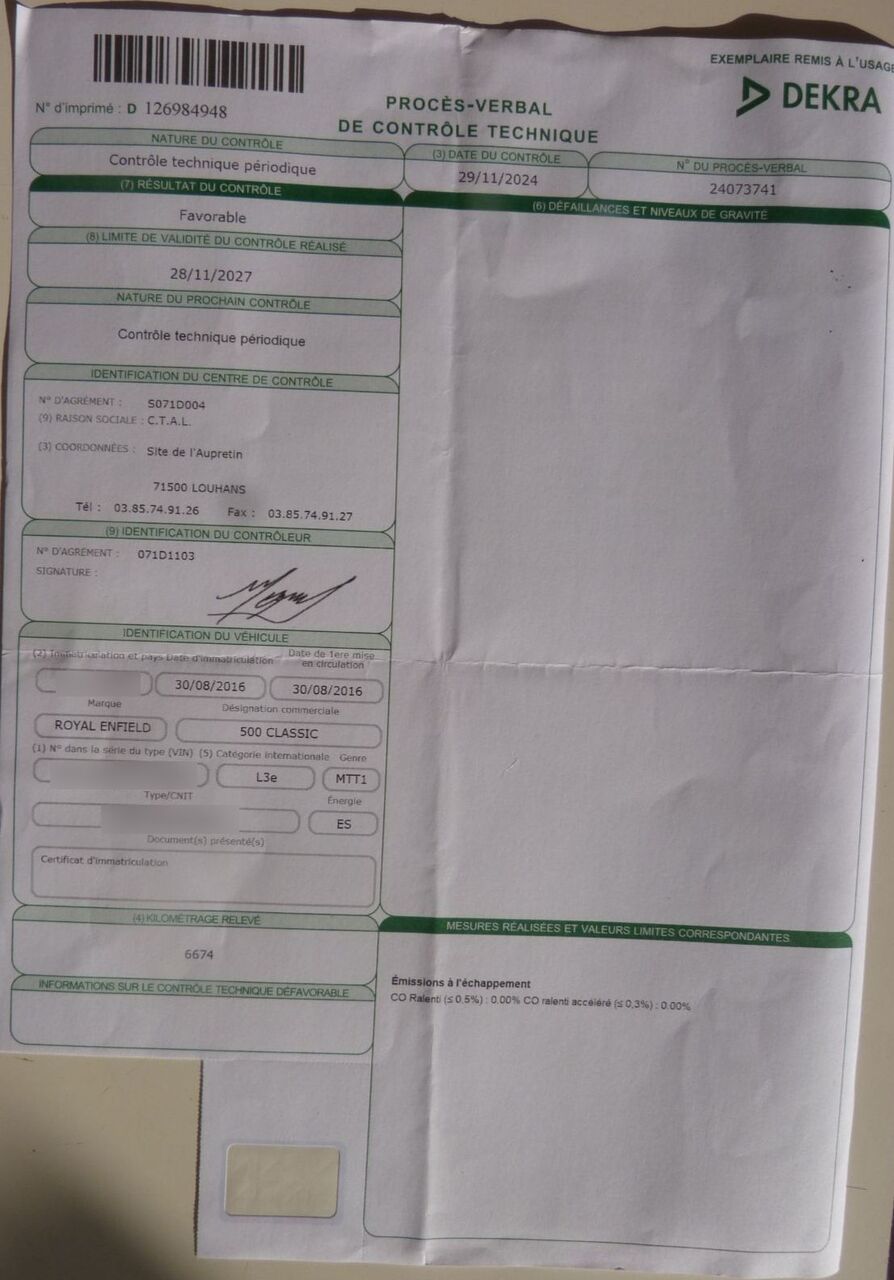 EXEMPLAIRE REMIS À L'USAGE
DEKRA
N° d'imprimé : D 126984948
PROCÈS-VERBAL
DE CONTRÔLE TECHNIQUE
NATURE DU CONTRÔLE
Contrôle technique périodique
(3) DATE DU CONTRÔLE
29/11/2024
N° DU PROCÈS-VERBAL
24073741
(7) RÉSULTAT DU CONTRÔLE
Favorable
(6) DÉFAILLANCES ET NIVEAUX DE GRAVITÉ
(8) LIMITE DE VALIDITÉ DU CONTRÔLE RÉALISÉ
28/11/2027
NATURE DU PROCHAIN CONTRÔLE
Contrôle technique périodique
IDENTIFICATION DU CENTRE DE CONTRÔLE
N° D'AGRÉMENT : S071D004
(9) RAISON SOCIALE : C.T.A.L.
(3) COORDONNÉES : Site de l'Aupretin
71500 LOUHANS
Tél : 03.85.74.91.26 Fax : 03.85.74.91.27
(9) IDENTIFICATION DU CONTRÔLEUR
N° D'AGRÉMENT : 071D1103
SIGNATURE :
IDENTIFICATION DU VÉHICULE
(2) Immatriculation et pays Date d'immatriculation Date de 1ere mise en circulation
30/08/2016 30/08/2016
Marque Désignation commerciale
ROYAL ENFIELD 500 CLASSIC
(1) N° dans la série du type (VIN) (5) Catégorie internationale Genre
L3e MTT1
Type/CNIT Énergie
ES
Document(s) présenté(s)
Certificat d'immatriculation
(4) KILOMÉTRAGE RELEVÉ
6674
INFORMATIONS SUR LE CONTRÔLE TECHNIQUE DÉFAVORABLE
MESURES RÉALISÉES ET VALEURS LIMITES CORRESPONDANTES
Émissions à l'échappement
CO Ralenti (≤ 0.5%) : 0.00% CO ralenti accéléré (≤ 0,3%) : 0.00%